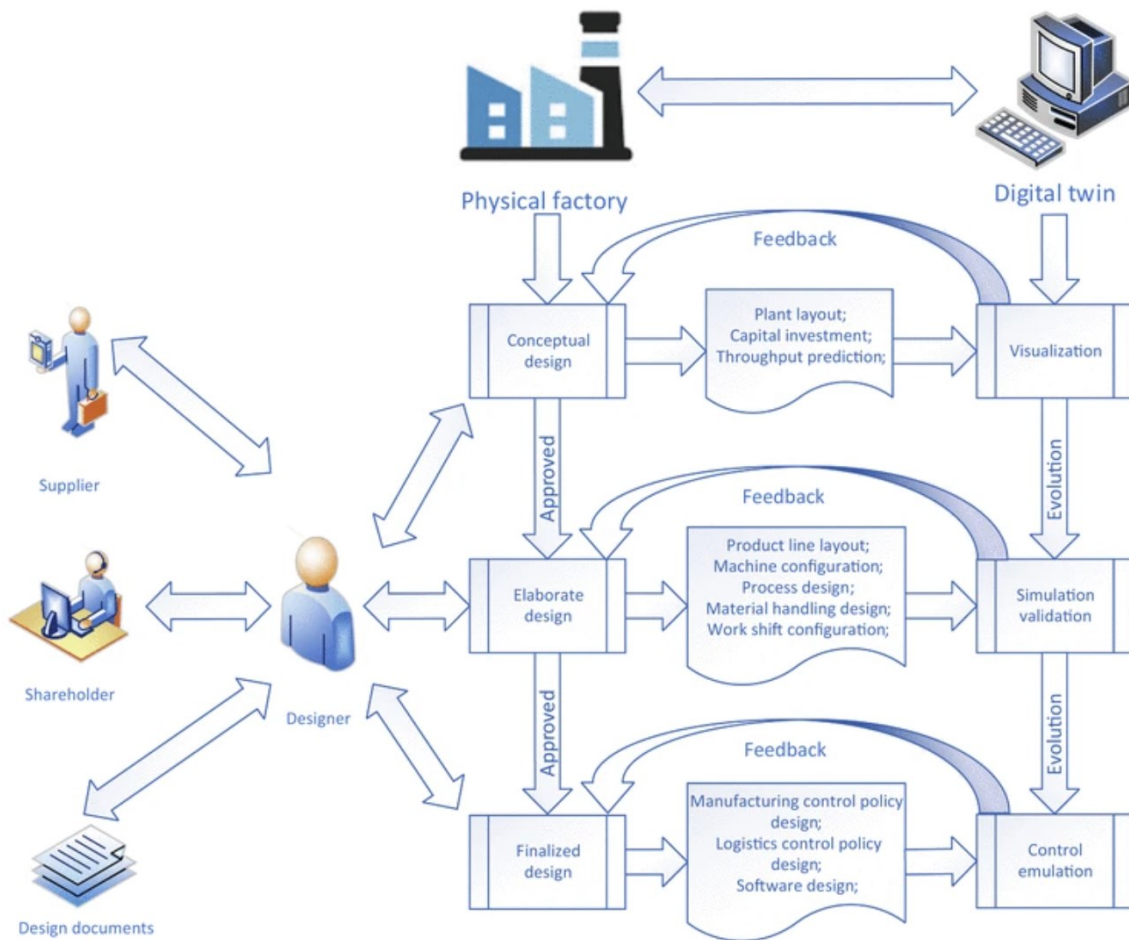 Physical factory
Digital twin
Feedback
Conceptual
design
Plant layout;
Capital investment;
Throughput prediction;
Visualization
Supplier
Approved
Evolution
Feedback
Elaborate
design
Product line layout;
Machine configuration;
Process design;
Material handling design;
Work shift configuration;
Simulation
validation
Shareholder
Designer
Approved
Evolution
Feedback
Finalized
design
Manufacturing control policy
design;
Logistics control policy
design;
Software design;
Control
emulation
Design documents